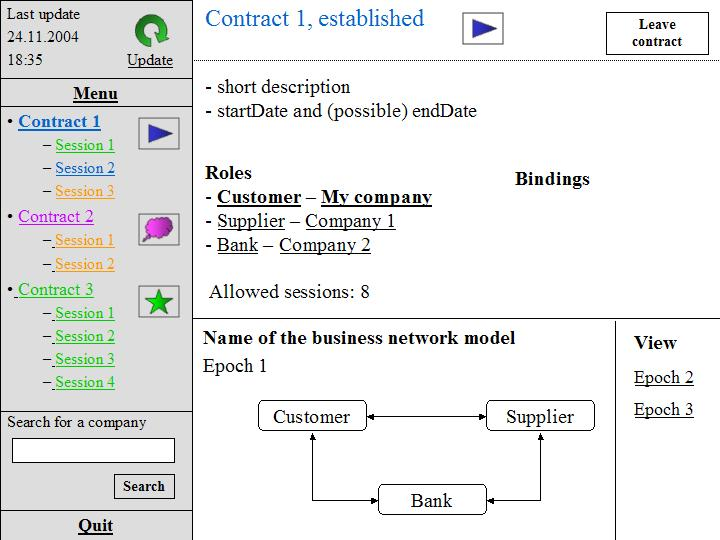 Last update
24.11.2004
18:35
Update
Menu
• Contract 1
– Session 1
– Session 2
– Session 3
• Contract 2
– Session 1
– Session 2
• Contract 3
– Session 1
– Session 2
– Session 3
– Session 4
Search for a company
Search
Quit
Contract 1, established
Leave
contract
- short description
- startDate and (possible) endDate
Roles
- Customer – My company
- Supplier – Company 1
- Bank – Company 2
Bindings
Allowed sessions: 8
Name of the business network model
Epoch 1
Customer
Supplier
Bank
View
Epoch 2
Epoch 3